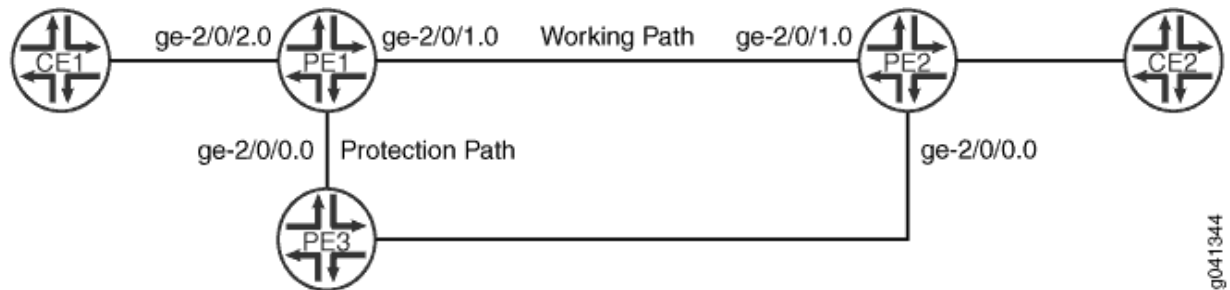 ge-2/0/2.0 ge-2/0/1.0 Working Path ge-2/0/1.0
CE1 PE1 PE2 CE2
ge-2/0/0.0 Protection Path ge-2/0/0.0
PE3
g041344